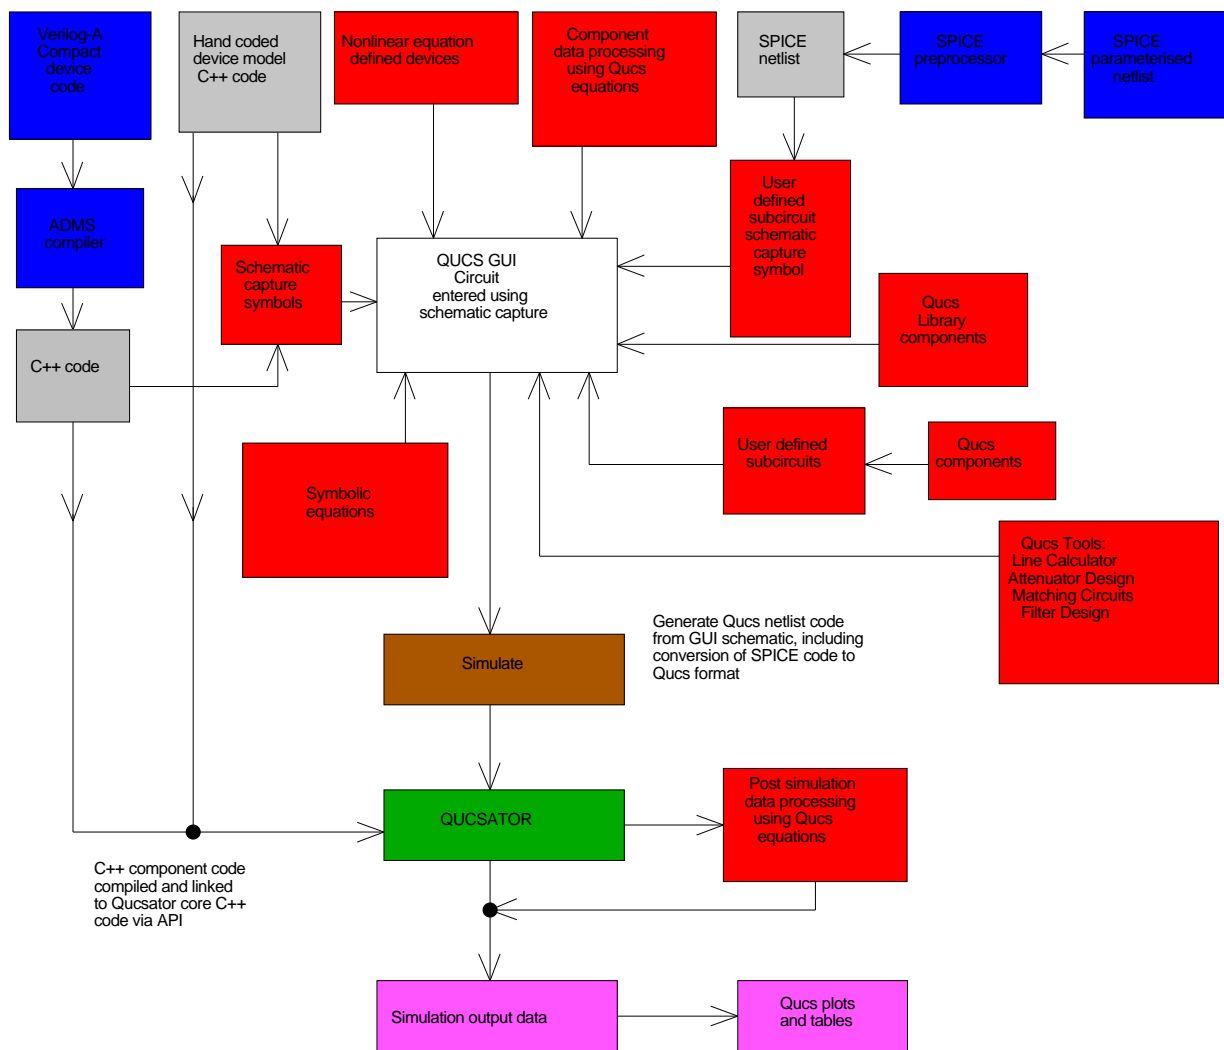 Verilog-A
Compact
device
code
Hand coded
device model
C++ code
Nonlinear equation
defined devices
Component
data processing
using Qucs
equations
SPICE
netlist
SPICE
preprocessor
SPICE
parameterised
netlist
ADMS
compiler
Schematic
capture
symbols
QUCS GUI
Circuit
entered using
schematic capture
User
defined
subcircuit
schematic
capture
symbol
Qucs
Library
components
C++ code
Symbolic
equations
User defined
subcircuits
Qucs
components
Qucs Tools:
Line Calculator
Attenuator Design
Matching Circuits
Filter Design
Generate Qucs netlist code
from GUI schematic, including
conversion of SPICE code to
Qucs format
Simulate
QUCSATOR
Post simulation
data processing
using Qucs
equations
C++ component code
compiled and linked
to Qucsator core C++
code via API
Simulation output data
Qucs plots
and tables